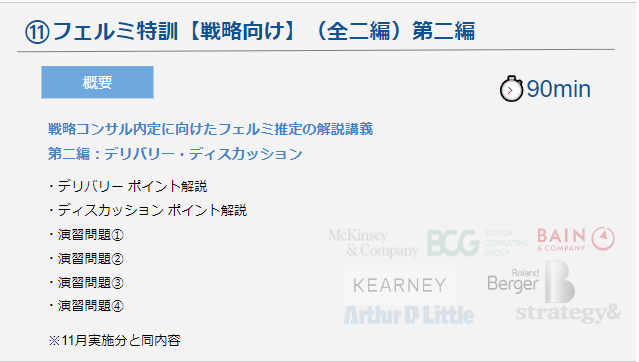 ⑪フェルミ特訓【戦略向け】（全二編）第二編
概要
90min
戦略コンサル内定に向けたフェルミ推定の解説講義
第二編：デリバリー・ディスカッション
・デリバリー ポイント解説
・ディスカッション ポイント解説
・演習問題①
・演習問題②
・演習問題③
・演習問題④
※11月実施分と同内容
McKinsey
& Company
BCG
BOSTON
CONSULTING
GROUP
BAIN
& COMPANY
KEARNEY
Roland
Berger
B
Arthur D Little
strategy&